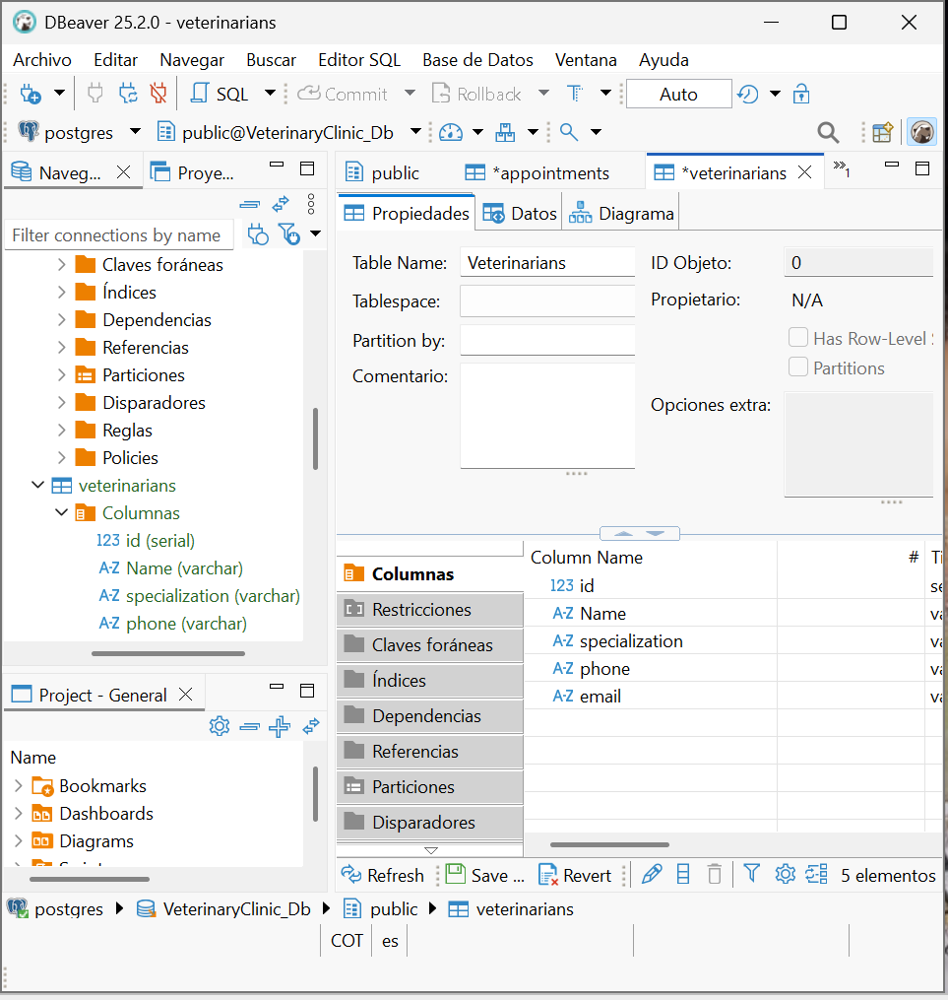 DBeaver 25.2.0 - veterinarians
Archivo Editar Navegar Buscar Editor SQL Base de Datos Ventana Ayuda
SQL Commit Rollback T Auto
postgres public@VeterinaryClinic_Db
Naveg... Proye...
Filter connections by name
Claves foráneas
Índices
Dependencias
Referencias
Particiones
Disparadores
Reglas
Policies
veterinarians
Columnas
123 id (serial)
A-Z Name (varchar)
A-Z specialization (varchar)
A-Z phone (varchar)
Project - General
Name
Bookmarks
Dashboards
Diagrams
public *appointments *veterinarians »1
Propiedades Datos Diagrama
Table Name: Veterinarians ID Objeto: 0
Tablespace: Propietario: N/A
Partition by: Has Row-Level
Partitions
Comentario: Opciones extra:
Columnas
Restricciones
Claves foráneas
Índices
Dependencias
Referencias
Particiones
Disparadores
Column Name # Ti
123 id se
A-Z Name va
A-Z specialization va
A-Z phone va
A-Z email va
Refresh Save ... Revert 5 elementos
postgres VeterinaryClinic_Db public veterinarians
COT es